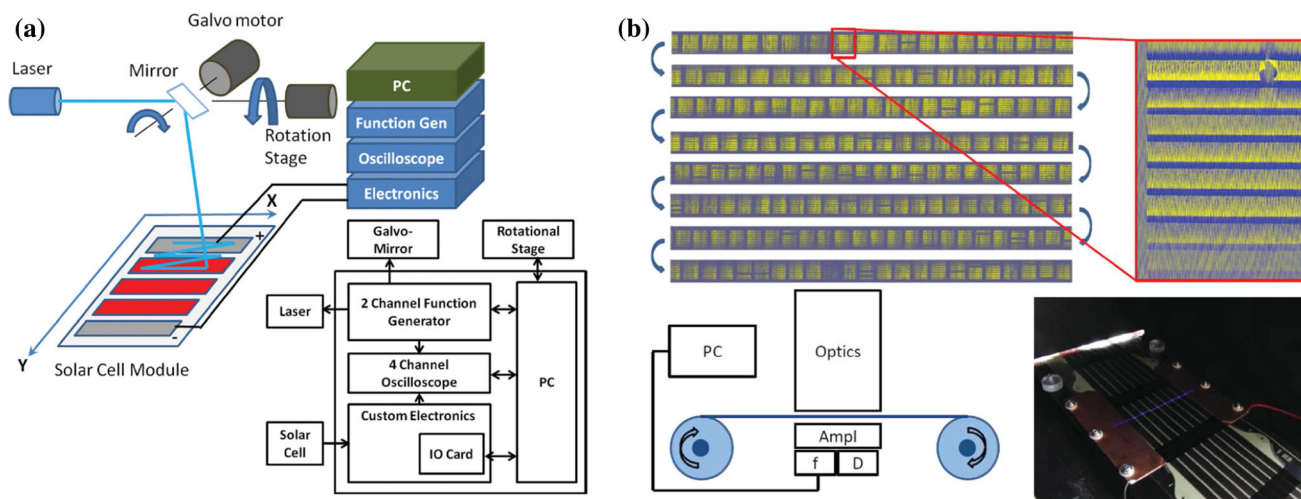 (a)
Galvo motor
Laser
Mirror
PC
Function Gen
Rotation
Stage
Oscilloscope
Electronics
X
+
-
Y
Solar Cell Module
Galvo-
Mirror
Rotational
Stage
Laser
2 Channel Function
Generator
4 Channel
Oscilloscope
PC
Custom Electronics
Solar
Cell
IO Card
(b)
PC
Optics
Ampl
f
D